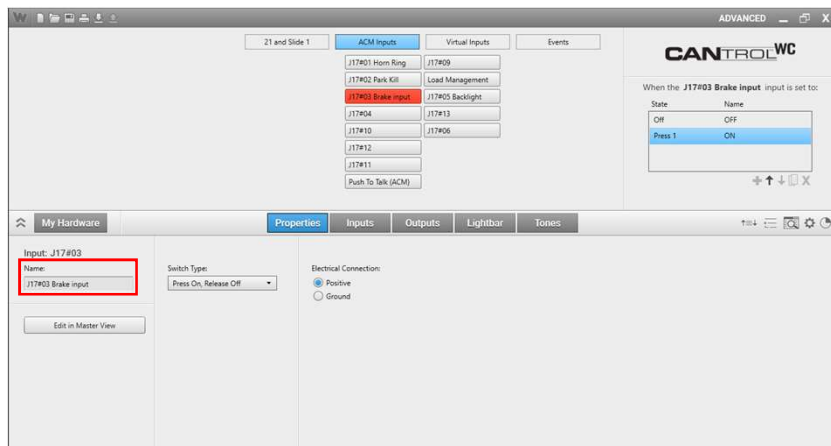 W
ADVANCED
X
21 and Slide 1
ACM Inputs
Virtual Inputs
Events
CANTROLWC
J17#01 Horn Ring
J17#09
J17#02 Park Kill
Load Management
J17#03 Brake input
J17#05 Backlight
J17#04
J17#13
J17#10
J17#06
J17#12
J17#11
Push To Talk (ACM)
When the J17#03 Brake input input is set to:
State
Name
Off
OFF
Press 1
ON
My Hardware
Properties
Inputs
Outputs
Lightbar
Tones
Input: J17#03
Name:
J17#03 Brake input
Edit in Master View
Switch Type:
Press On, Release Off
Electrical Connection:
Positive
Ground